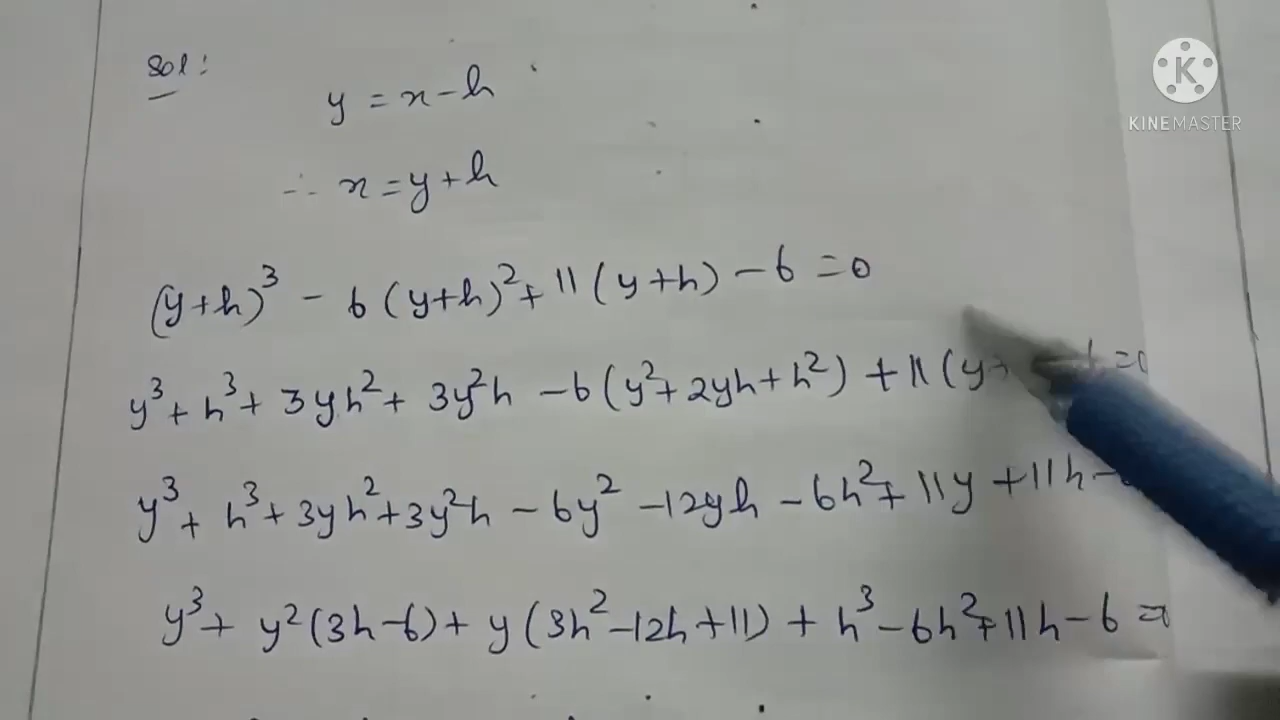 Sol:
y = x - h
∴ x = y + h
(y+h)³ - 6(y+h)² + 11(y+h) - 6 = 0
y³ + h³ + 3yh² + 3y²h - 6(y² + 2yh + h²) + 11(y+ - 6 = 0
y³ + h³ + 3yh² + 3y²h - 6y² - 12yh - 6h² + 11y + 11h -
y³ + y²(3h-6) + y(3h² - 12h + 11) + h³ - 6h² + 11h - 6 = 0
K
KINEMASTER